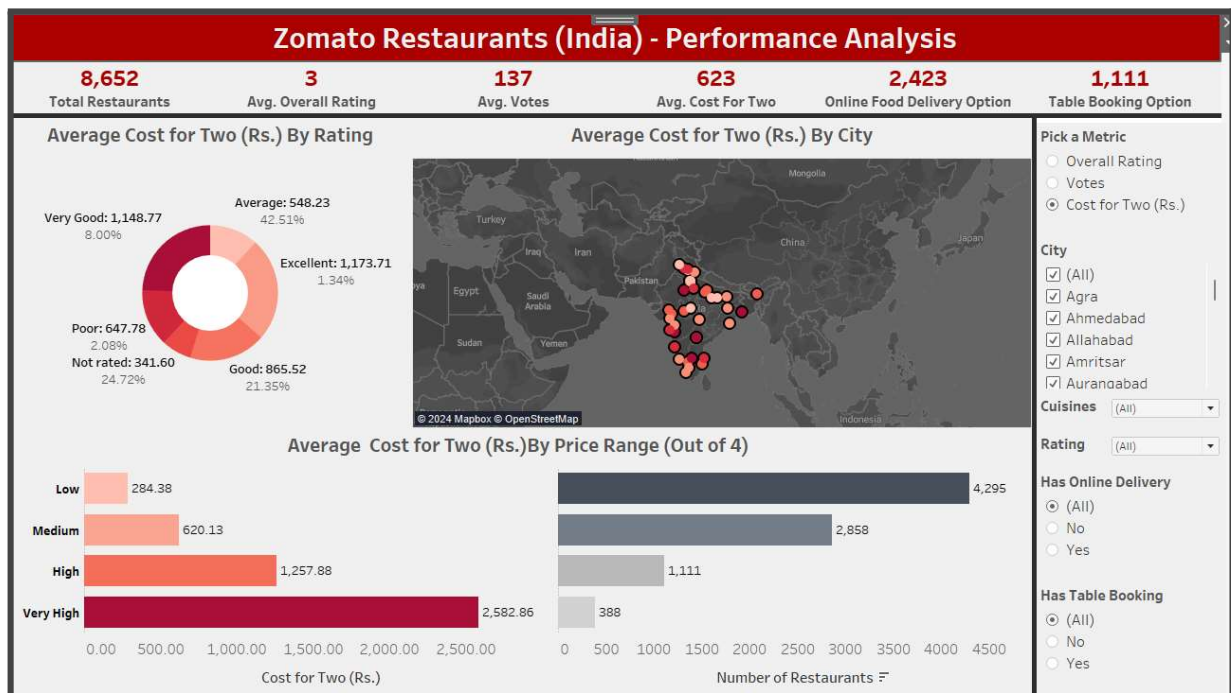 Zomato Restaurants (India) - Performance Analysis
8,652
Total Restaurants
3
Avg. Overall Rating
137
Avg. Votes
623
Avg. Cost For Two
2,423
Online Food Delivery Option
1,111
Table Booking Option
Average Cost for Two (Rs.) By Rating
Very Good: 1,148.77
8.00%
Average: 548.23
42.51%
Excelllent: 1,173.71
1.34%
Poor: 647.78
2.08%
Not rated: 341.60
24.72%
Good: 865.52
21.35%
Average Cost for Two (Rs.) By City
Mongolia
Turkey
China
Japan
Iraq
Iran
Pakistan
Egypt
Saudi
Arabia
Sudan
Yemen
Indonesia
© 2024 Mapbox © OpenStreetMap
Average Cost for Two (Rs.)By Price Range (Out of 4)
Low
284.38
Medium
620.13
High
1,257.88
Very High
2,582.86
0.00 500.00 1,000.00 1,500.00 2,000.00 2,500.00
Cost for Two (Rs.)
4,295
2,858
1,111
388
0 500 1000 1500 2000 2500 3000 3500 4000 4500
Number of Restaurants
Pick a Metric
Overall Rating
Votes
Cost for Two (Rs.)
City
(All)
Agra
Ahmedabad
Allahabad
Amritsar
Aurangabad
Cuisines (All)
Rating (All)
Has Online Delivery
(All)
No
Yes
Has Table Booking
(All)
No
Yes